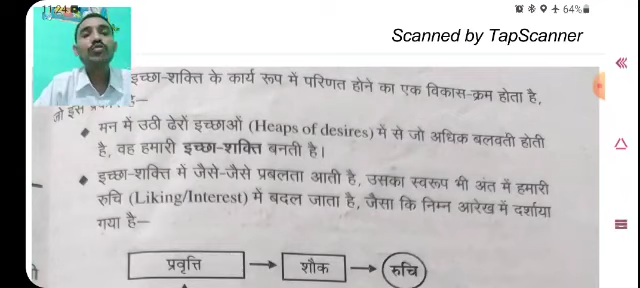 11:24
64%
Scanned by TapScanner
इच्छा-शक्ति के कार्य रूप में परिणत होने का एक विकास-क्रम होता है,
जो इस
है—
मन में उठी ढेरों इच्छाओं (Heaps of desires) में से जो अधिक बलवती होती
है, वह हमारी इच्छा-शक्ति बनती है।
इच्छा-शक्ति में जैसे-जैसे प्रबलता आती है, उसका स्वरूप भी अंत में हमारी
रुचि (Liking/Interest) में बदल जाता है, जैसा कि निम्न आरेख में दर्शाया
गया है—
प्रवृत्ति
शौक
रुचि